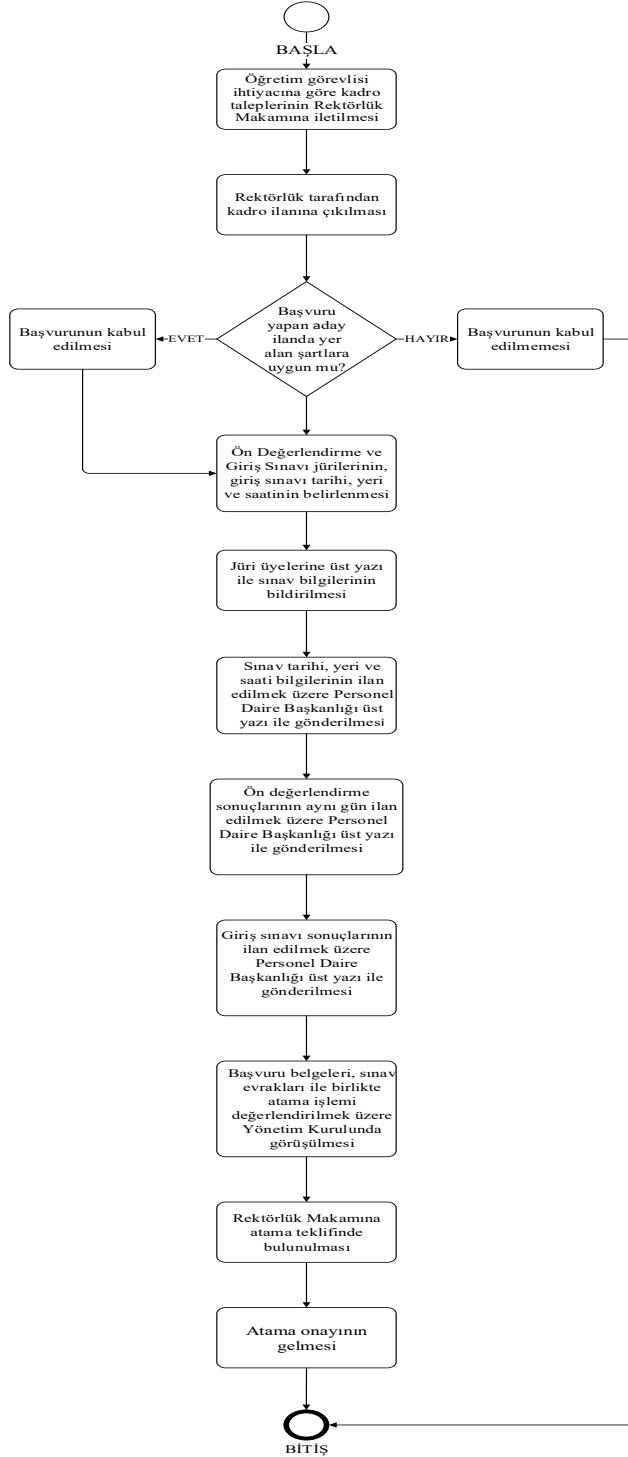 BAŞLA
Öğretim görevlisi
ihtiyacına göre kadro
taleplerinin Rektörlük
Makamına iletilmesi
Rektörlük tarafından
kadro ilanına çıkılması
Başvuru
yapan aday
ilanda yer
alan şartlara
uygun mu?
EVET
Başvurunun kabul
edilmesi
HAYIR
Başvurunun kabul
edilmemesi
Ön Değerlendirme ve
Giriş Sınavı jürilerinin,
giriş sınavı tarihi, yeri
ve saatinin belirlenmesi
Jüri üyelerine üst yazı
ile sınav bilgilerinin
bildirilmesi
Sınav tarihi, yeri ve
saati bilgilerinin ilan
edilmek üzere Personel
Daire Başkanlığı üst
yazı ile gönderilmesi
Ön değerlendirme
sonuçlarının aynı gün ilan
edilmek üzere Personel
Daire Başkanlığı üst yazı
ile gönderilmesi
Giriş sınavı sonuçlarının
ilan edilmek üzere
Personel Daire
Başkanlığı üst yazı ile
gönderilmesi
Başvuru belgeleri, sınav
evrakları ile birlikte
atama işlemi
değerlendirilmek üzere
Yönetim Kurulunda
görüşülmesi
Rektörlük Makamına
atama teklifinde
bulunulması
Atama onayının
gelmesi
BİTİŞ